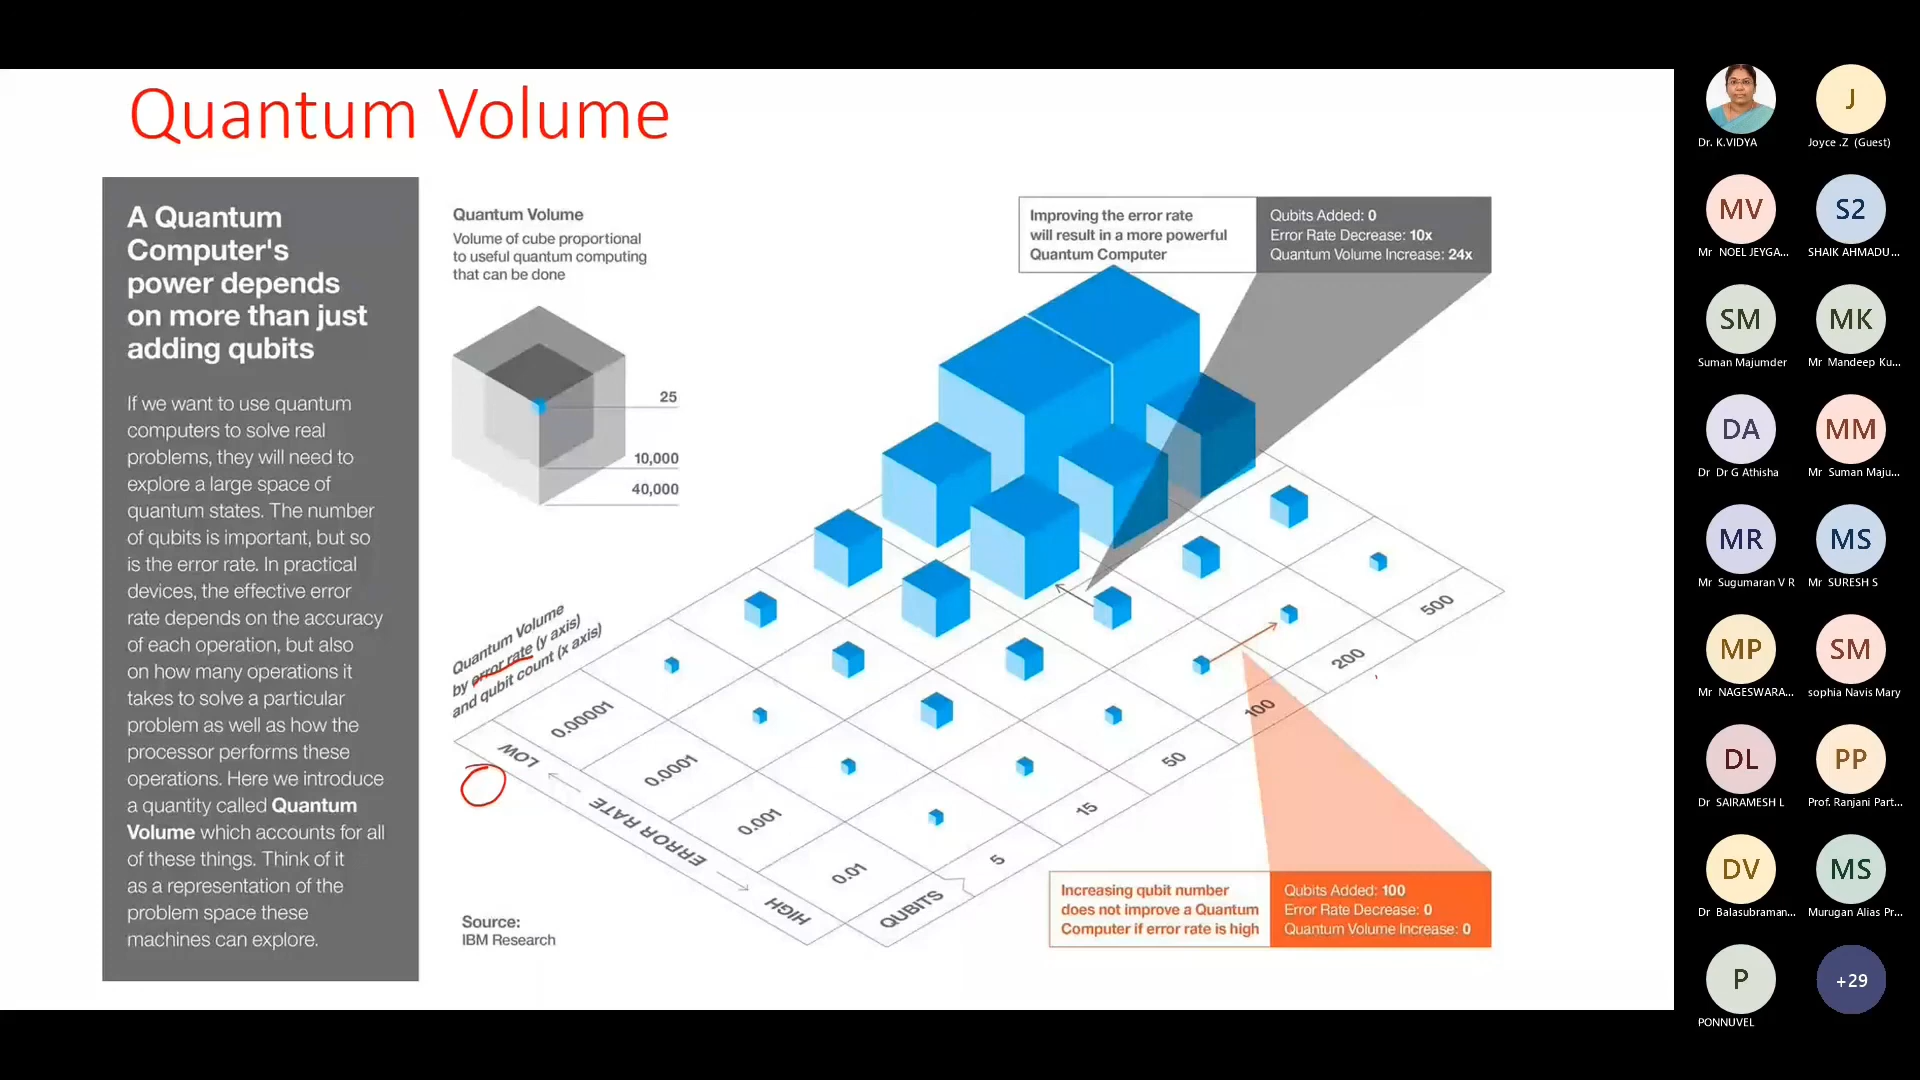 Quantum Volume
A Quantum
Computer's
power depends
on more than just
adding qubits
If we want to use quantum
computers to solve real
problems, they will need to
explore a large space of
quantum states. The number
of qubits is important, but so
is the error rate. In practical
devices, the effective error
rate depends on the accuracy
of each operation, but also
on how many operations it
takes to solve a particular
problem as well as how the
processor performs these
operations. Here we introduce
a quantity called Quantum
Volume which accounts for all
of these things. Think of it
as a representation of the
problem space these
machines can explore.
Quantum Volume
Volume of cube proportional
to useful quantum computing
that can be done
25
10,000
40,000
Improving the error rate
will result in a more powerful
Quantum Computer
Qubits Added: 0
Error Rate Decrease: 10x
Quantum Volume Increase: 24x
Quantum Volume
by error rate (y axis)
and qubit count (x axis)
LOW
ERROR RATE
HIGH
0.00001
0.0001
0.001
0.01
QUBITS
5
15
50
100
200
500
Increasing qubit number
does not improve a Quantum
Computer if error rate is high
Qubits Added: 100
Error Rate Decrease: 0
Quantum Volume Increase: 0
Source:
IBM Research
Dr. K.VIDYA
J
Joyce .Z (Guest)
MV
Mr NOEL JEYGA...
S2
SHAIK AHMADU...
SM
Suman Majumder
MK
Mr Mandeep Ku...
DA
Dr Dr G Athisha
MM
Mr Suman Maju...
MR
Mr Sugumaran V R
MS
Mr SURESH S
MP
Mr NAGESWARA...
SM
sophia Navis Mary
DL
Dr SAIRAMESH L
PP
Prof. Ranjani Part...
DV
Dr Balasubraman...
MS
Murugan Alias Pr...
P
PONNUVEL
+29